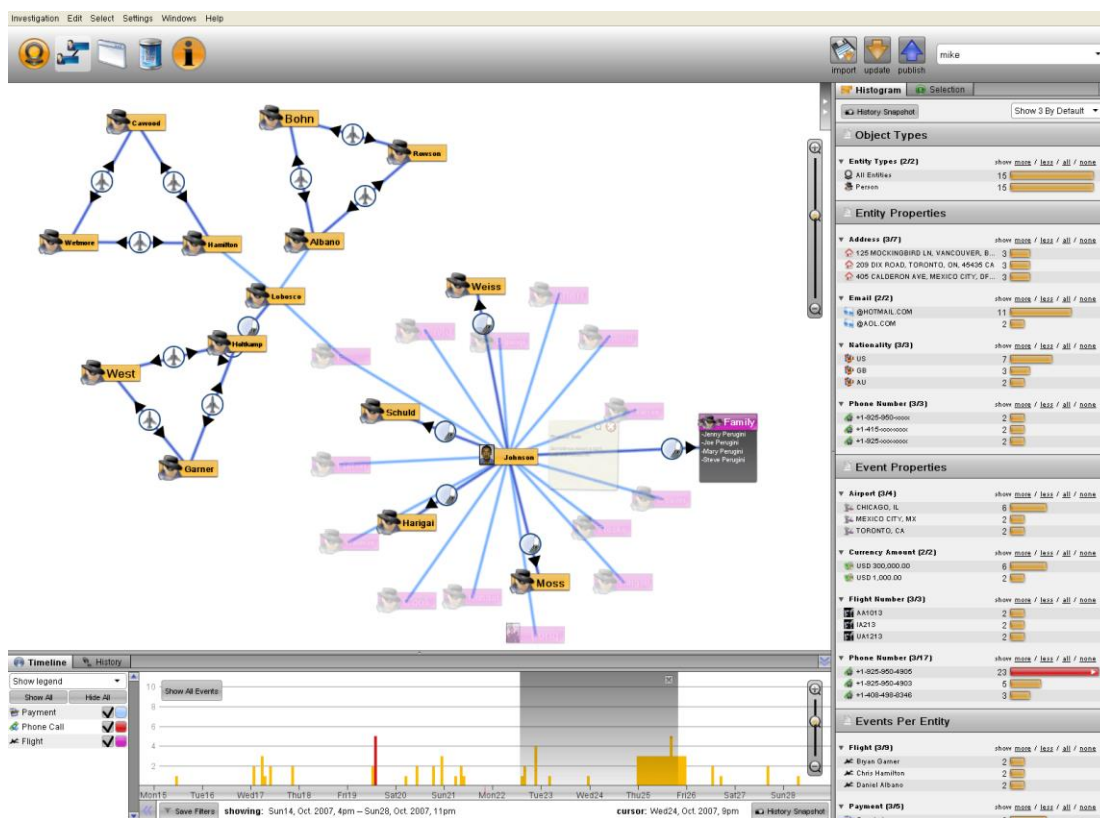 Investigation Edit Select Settings Windows Help
import update publish
mike
Histogram Selection
History Snapshot Show 3 By Default
Object Types
Entity Types (2/2) show more / less / all / none
All Entities 15
Person 15
Entity Properties
Address (3/7) show more / less / all / none
125 MOCKINGBIRD LN, VANCOUVER, B... 3
209 DIX ROAD, TORONTO, ON, 45435 CA 3
405 CALDERON AVE, MEXICO CITY, DF... 3
Email (2/2) show more / less / all / none
@HOTMAIL.COM 11
@AOL.COM 2
Nationality (3/3) show more / less / all / none
US 7
GB 3
AU 2
Phone Number (3/3) show more / less / all / none
+1-825-950-xxxx 2
+1-415-xxxxxxx 2
+1-825-xxxxxxx 2
Event Properties
Airport (3/4) show more / less / all / none
CHICAGO, IL 6
MEXICO CITY, MX 2
TORONTO, CA 2
Currency Amount (2/2) show more / less / all / none
USD 300,000.00 6
USD 1,000.00 2
Flight Number (3/3) show more / less / all / none
AA1013 2
IA213 2
UA1213 2
Phone Number (3/17) show more / less / all / none
+1-825-950-4905 23
+1-825-950-4903 5
+1-408-498-8346 3
Events Per Entity
Flight (3/9) show more / less / all / none
Bryan Garner 2
Chris Hamilton 2
Daniel Albano 2
Payment (3/5) show more / less / all / none
Cawood
Bohn
Rowson
Welmore
Hamilton
Albano
Lobosco
Weiss
Holtkamp
West
Schuld
Garner
Johnson
Harigai
Moss
Family
-Jenny Perugini
-Joe Perugini
-Mary Perugini
-Steve Perugini
Timeline History
Show legend
Show All Hide All
Payment
Phone Call
Flight
Show All Events
10
8
6
4
2
Mon15 Tue16 Wed17 Thu18 Fri19 Sat20 Sun21 Mon22 Tue23 Wed24 Thu25 Fri26 Sat27 Sun28
Save Filters showing: Sun14, Oct. 2007, 4pm – Sun28, Oct. 2007, 11pm cursor: Wed24, Oct. 2007, 9pm History Snapshot